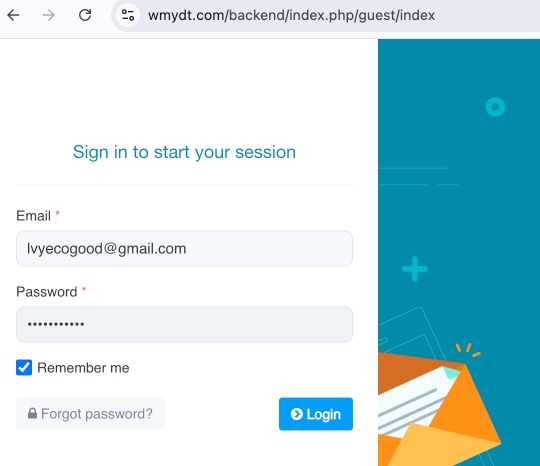 wmydt.com/backend/index.php/guest/index
Sign in to start your session
Email *
lvyecogood@gmail.com
Password *
•••••••••••
Remember me
Forgot password?
Login